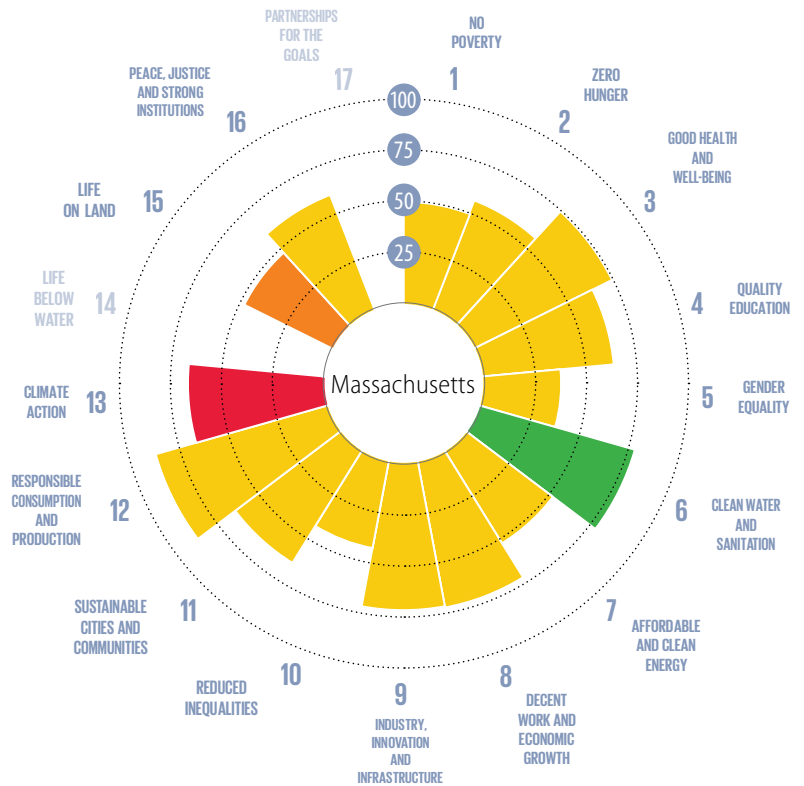 NO
POVERTY
1
ZERO
HUNGER
2
GOOD HEALTH
AND
WELL-BEING
3
QUALITY
EDUCATION
4
GENDER
EQUALITY
5
CLEAN WATER
AND
SANITATION
6
AFFORDABLE
AND CLEAN
ENERGY
7
DECENT
WORK AND
ECONOMIC
GROWTH
8
INDUSTRY,
INNOVATION
AND
INFRASTRUCTURE
9
REDUCED
INEQUALITIES
10
SUSTAINABLE
CITIES AND
COMMUNITIES
11
RESPONSIBLE
CONSUMPTION
AND
PRODUCTION
12
CLIMATE
ACTION
13
LIFE
BELOW
WATER
14
LIFE
ON LAND
15
PEACE, JUSTICE
AND STRONG
INSTITUTIONS
16
PARTNERSHIPS
FOR THE
GOALS
17
100
75
50
25
Massachusetts